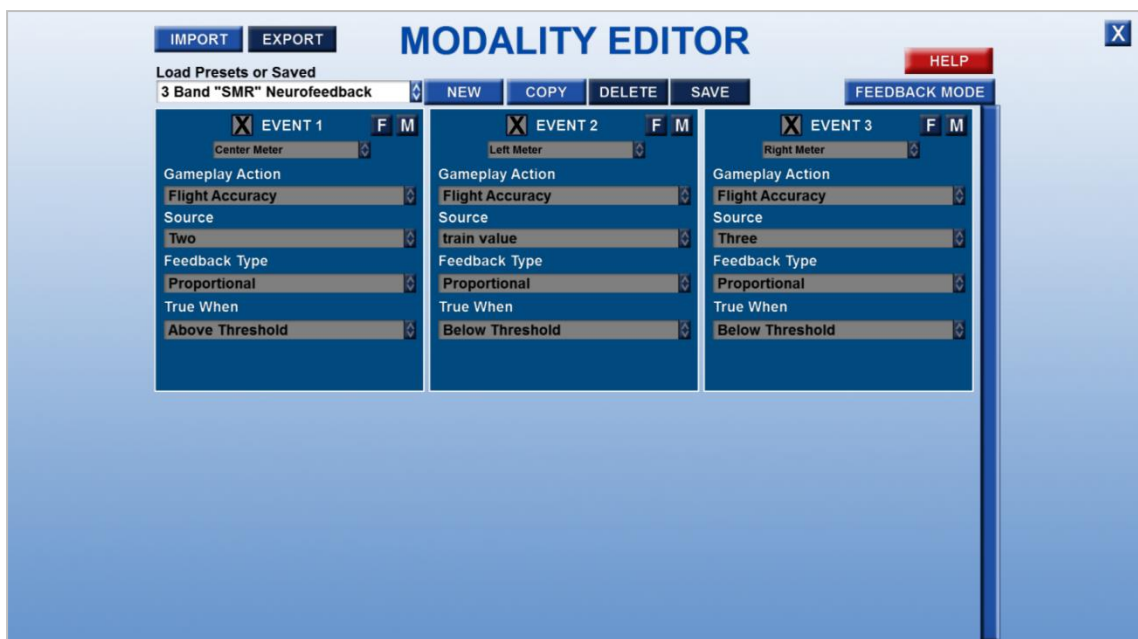 IMPORT EXPORT MODALITY EDITOR X
HELP
Load Presets or Saved
3 Band "SMR" Neurofeedback NEW COPY DELETE SAVE FEEDBACK MODE
X EVENT 1 F M
Center Meter
Gameplay Action
Flight Accuracy
Source
Two
Feedback Type
Proportional
True When
Above Threshold
X EVENT 2 F M
Left Meter
Gameplay Action
Flight Accuracy
Source
train value
Feedback Type
Proportional
True When
Below Threshold
X EVENT 3 F M
Right Meter
Gameplay Action
Flight Accuracy
Source
Three
Feedback Type
Proportional
True When
Below Threshold